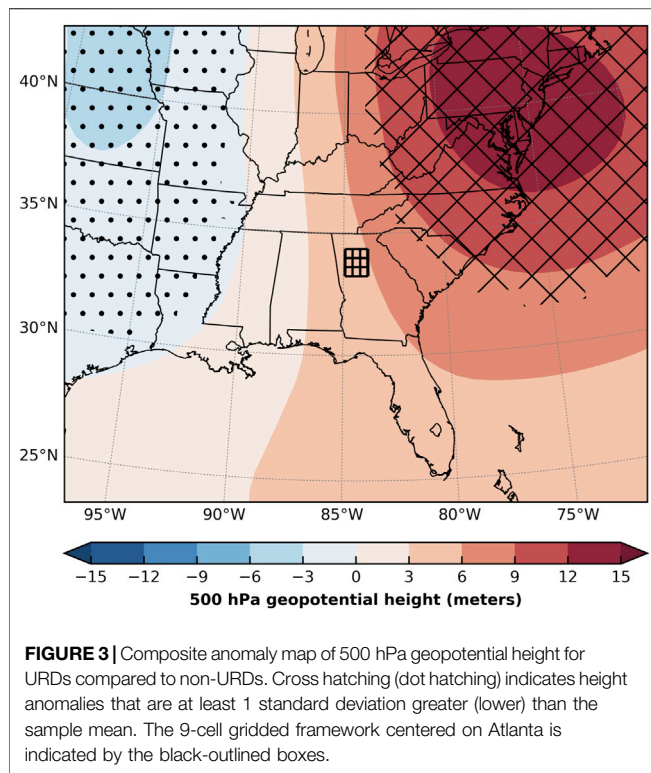 40°N
35°N
30°N
25°N
95°W 90°W 85°W 80°W 75°W
−15 −12 −9 −6 −3 0 3 6 9 12 15
500 hPa geopotential height (meters)
FIGURE 3 | Composite anomaly map of 500 hPa geopotential height for
URDs compared to non-URDs. Cross hatching (dot hatching) indicates height
anomalies that are at least 1 standard deviation greater (lower) than the
sample mean. The 9-cell gridded framework centered on Atlanta is
indicated by the black-outlined boxes.